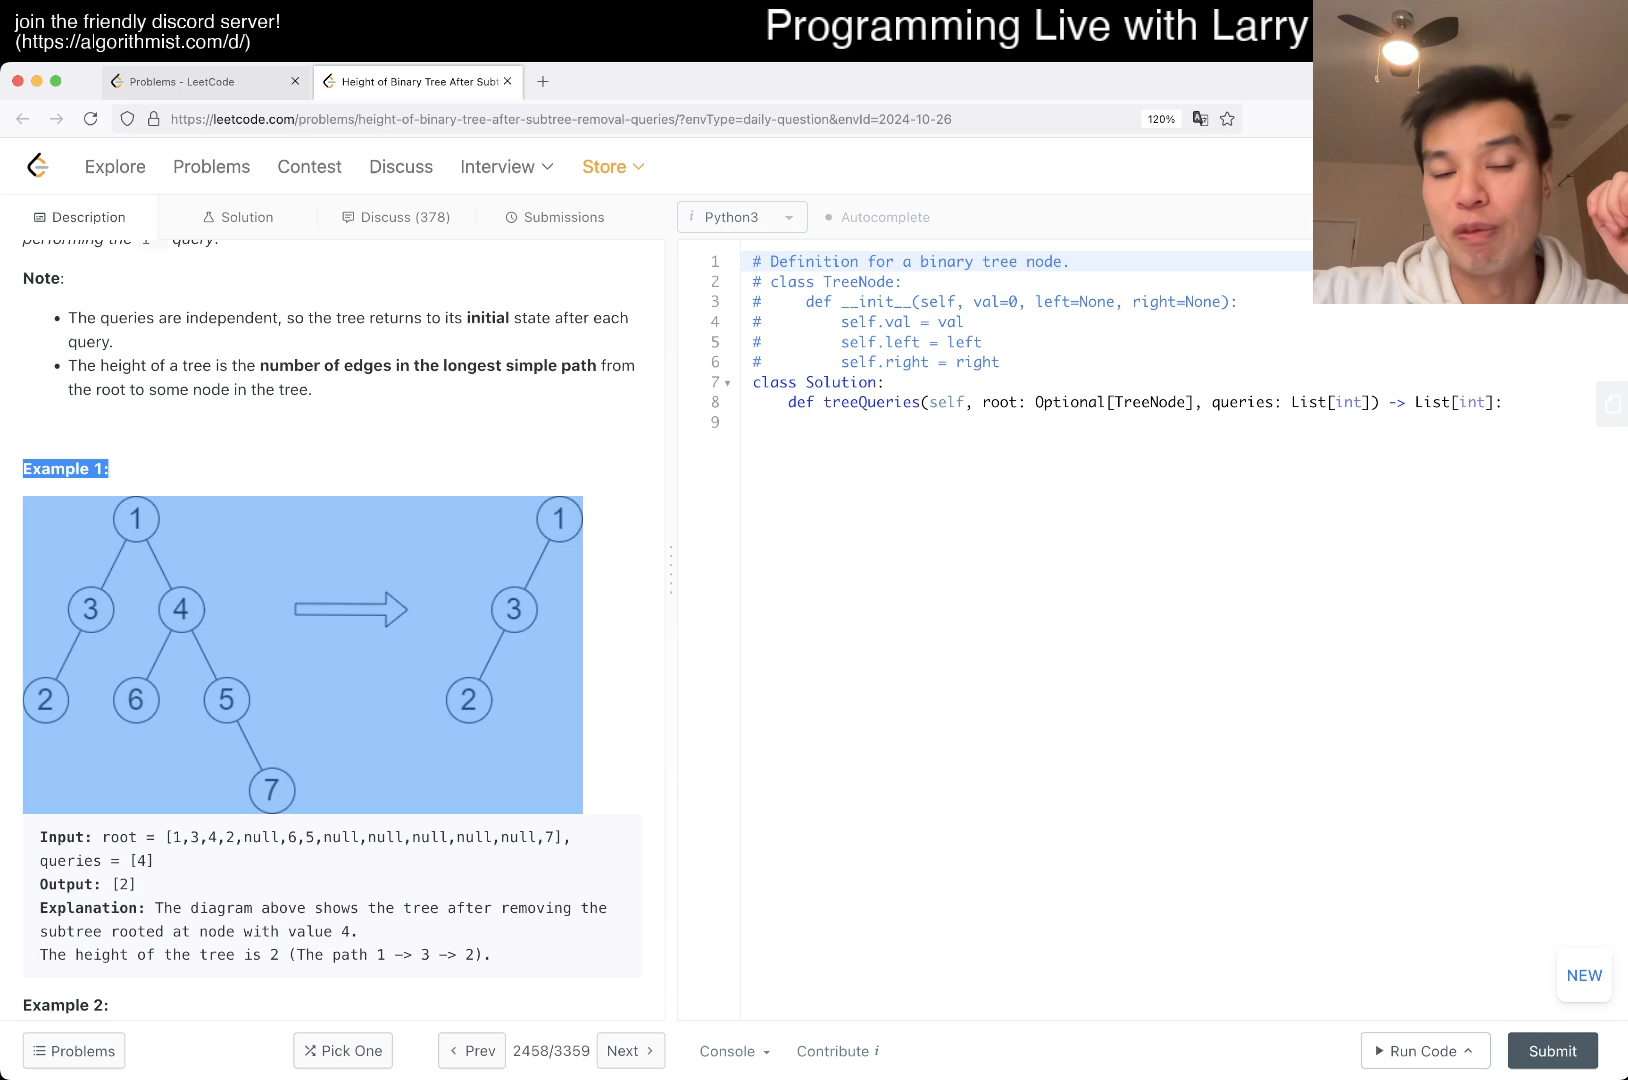 join the friendly discord server!
(https://algorithmist.com/d/)
Programming Live with Larry
Problems - LeetCode
Height of Binary Tree After Subt
https://leetcode.com/problems/height-of-binary-tree-after-subtree-removal-queries/?envType=daily-question&envId=2024-10-26
120%
Explore
Problems
Contest
Discuss
Interview
Store
Description
Solution
Discuss (378)
Submissions
i Python3
Autocomplete
performing the i query.
Note:
• The queries are independent, so the tree returns to its initial state after each
query.
• The height of a tree is the number of edges in the longest simple path from
the root to some node in the tree.
Example 1:
1
1
3
4
3
2
6
5
2
7
Input: root = [1,3,4,2,null,6,5,null,null,null,null,null,7],
queries = [4]
Output: [2]
Explanation: The diagram above shows the tree after removing the
subtree rooted at node with value 4.
The height of the tree is 2 (The path 1 -> 3 -> 2).
Example 2:
1 # Definition for a binary tree node.
2 # class TreeNode:
3 #     def __init__(self, val=0, left=None, right=None):
4 #         self.val = val
5 #         self.left = left
6 #         self.right = right
7 class Solution:
8     def treeQueries(self, root: Optional[TreeNode], queries: List[int]) -> List[int]:
9
NEW
Problems
Pick One
Prev
2458/3359
Next
Console
Contribute i
Run Code
Submit